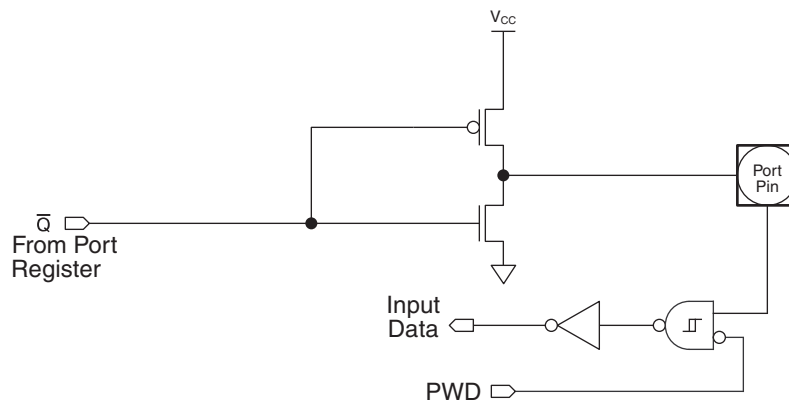 VCC
Port
Pin
Q̅
From Port
Register
Input
Data
PWD